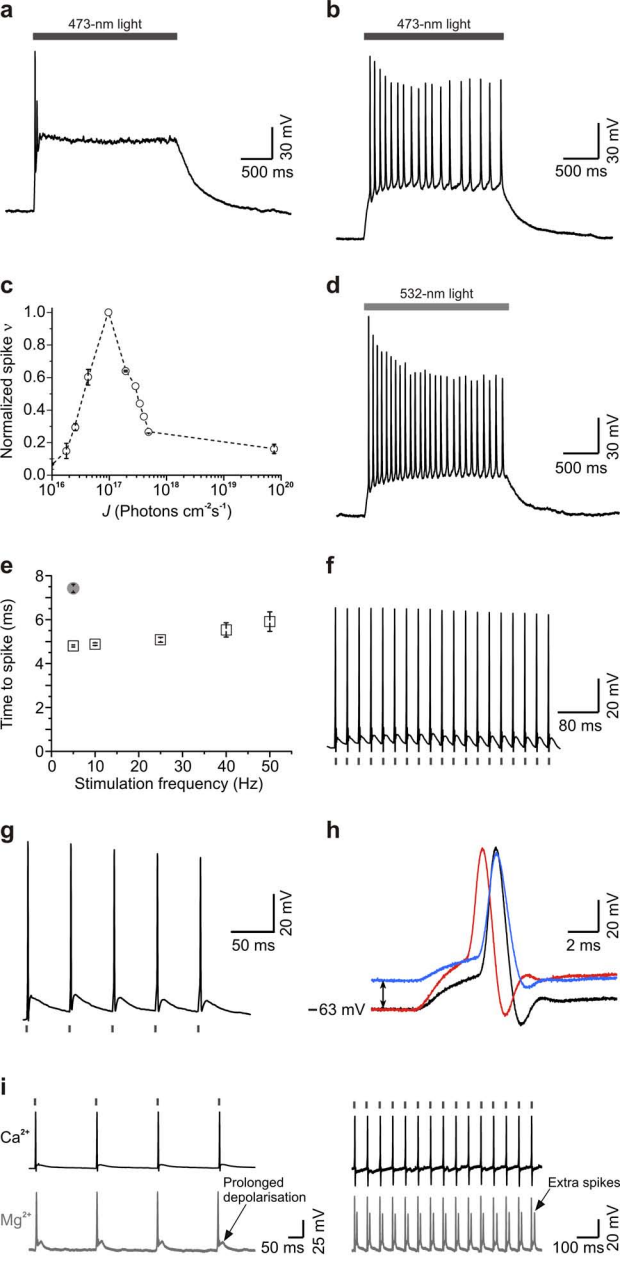 a
473-nm light
30 mV
500 ms
b
473-nm light
30 mV
500 ms
c
Normalized spike ν
1.0
0.8
0.6
0.4
0.2
0.0
10¹⁶ 10¹⁷ 10¹⁸ 10¹⁹ 10²⁰
J (Photons cm⁻²s⁻¹)
d
532-nm light
30 mV
500 ms
e
Time to spike (ms)
8
6
4
2
0
0 10 20 30 40 50
Stimulation frequency (Hz)
f
20 mV
80 ms
g
20 mV
50 ms
h
20 mV
2 ms
−63 mV
i
Ca²⁺
Mg²⁺
Prolonged
depolarisation
50 ms
25 mV
Extra spikes
100 ms
20 mV